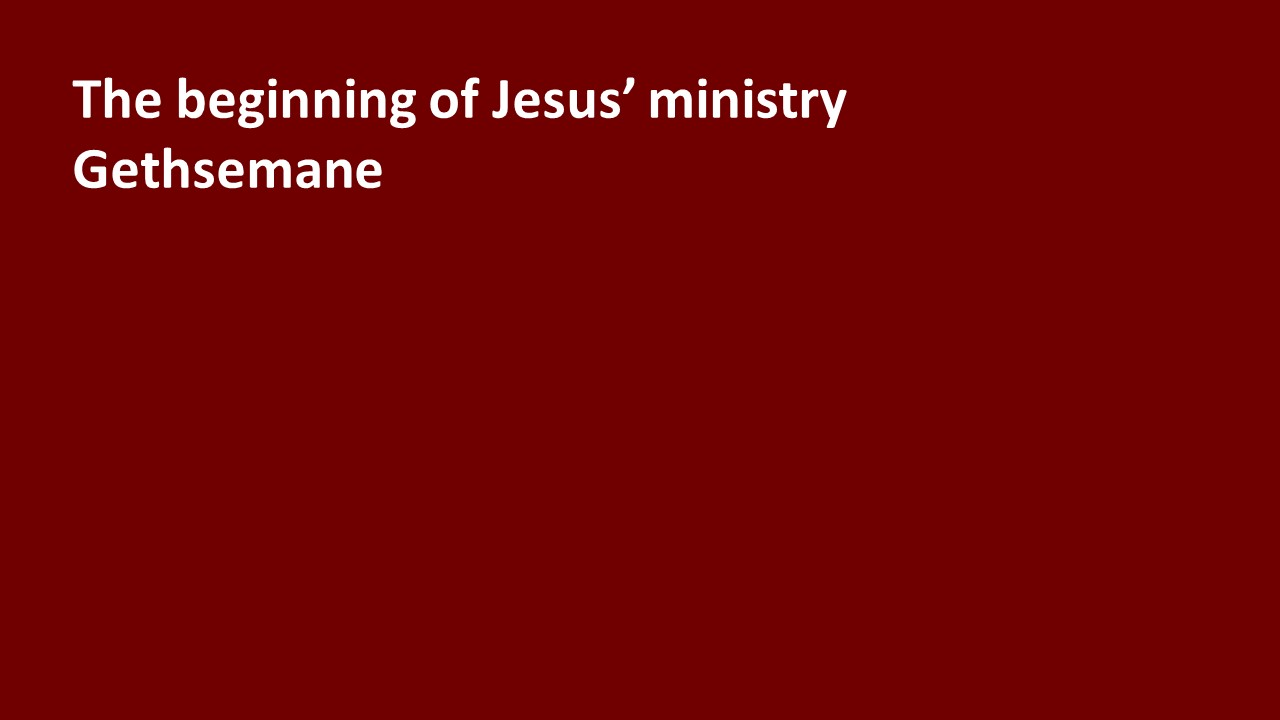 The beginning of Jesus’ ministry
Gethsemane